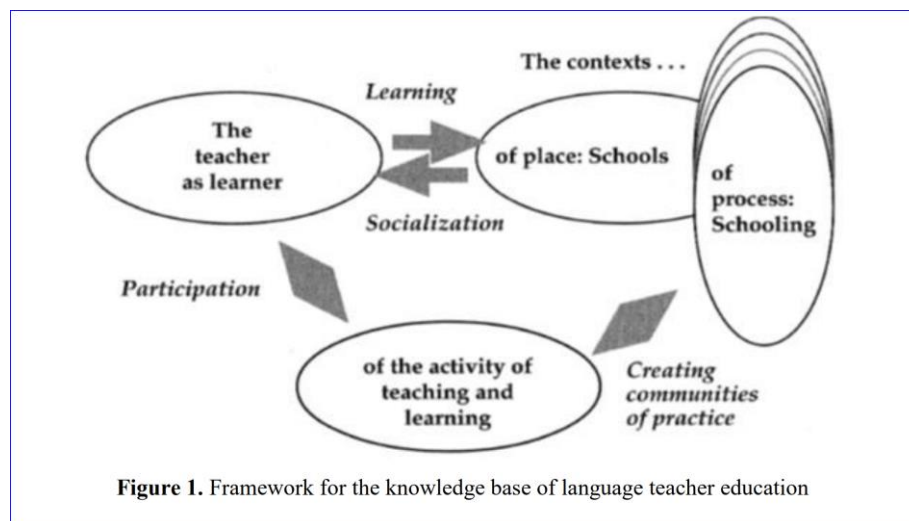 The contexts . . .
Learning
The
teacher
as learner
of place: Schools
of
process:
Schooling
Socialization
Participation
of the activity of
teaching and
learning
Creating
communities
of practice
Figure 1. Framework for the knowledge base of language teacher education